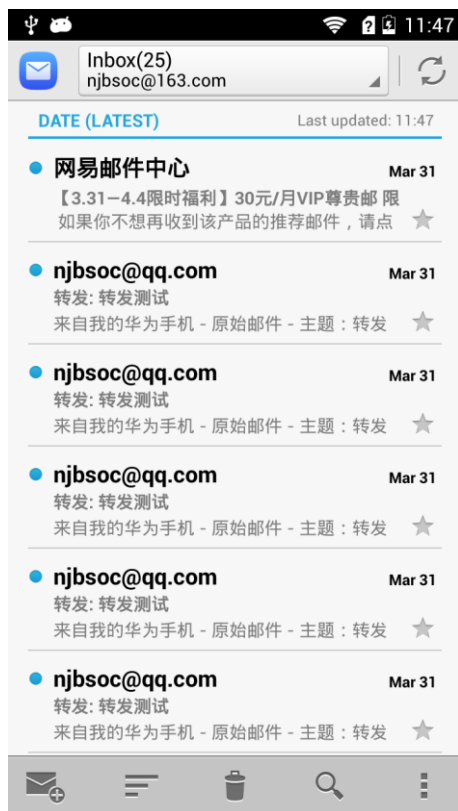 11:47
Inbox(25)
njbsoc@163.com
DATE (LATEST) Last updated: 11:47
网易邮件中心 Mar 31
【3.31—4.4限时福利】30元/月VIP尊贵邮 限
如果你不想再收到该产品的推荐邮件，请点
njbsoc@qq.com Mar 31
转发: 转发测试
来自我的华为手机 - 原始邮件 - 主题：转发
njbsoc@qq.com Mar 31
转发: 转发测试
来自我的华为手机 - 原始邮件 - 主题：转发
njbsoc@qq.com Mar 31
转发: 转发测试
来自我的华为手机 - 原始邮件 - 主题：转发
njbsoc@qq.com Mar 31
转发: 转发测试
来自我的华为手机 - 原始邮件 - 主题：转发
njbsoc@qq.com Mar 31
转发: 转发测试
来自我的华为手机 - 原始邮件 - 主题：转发